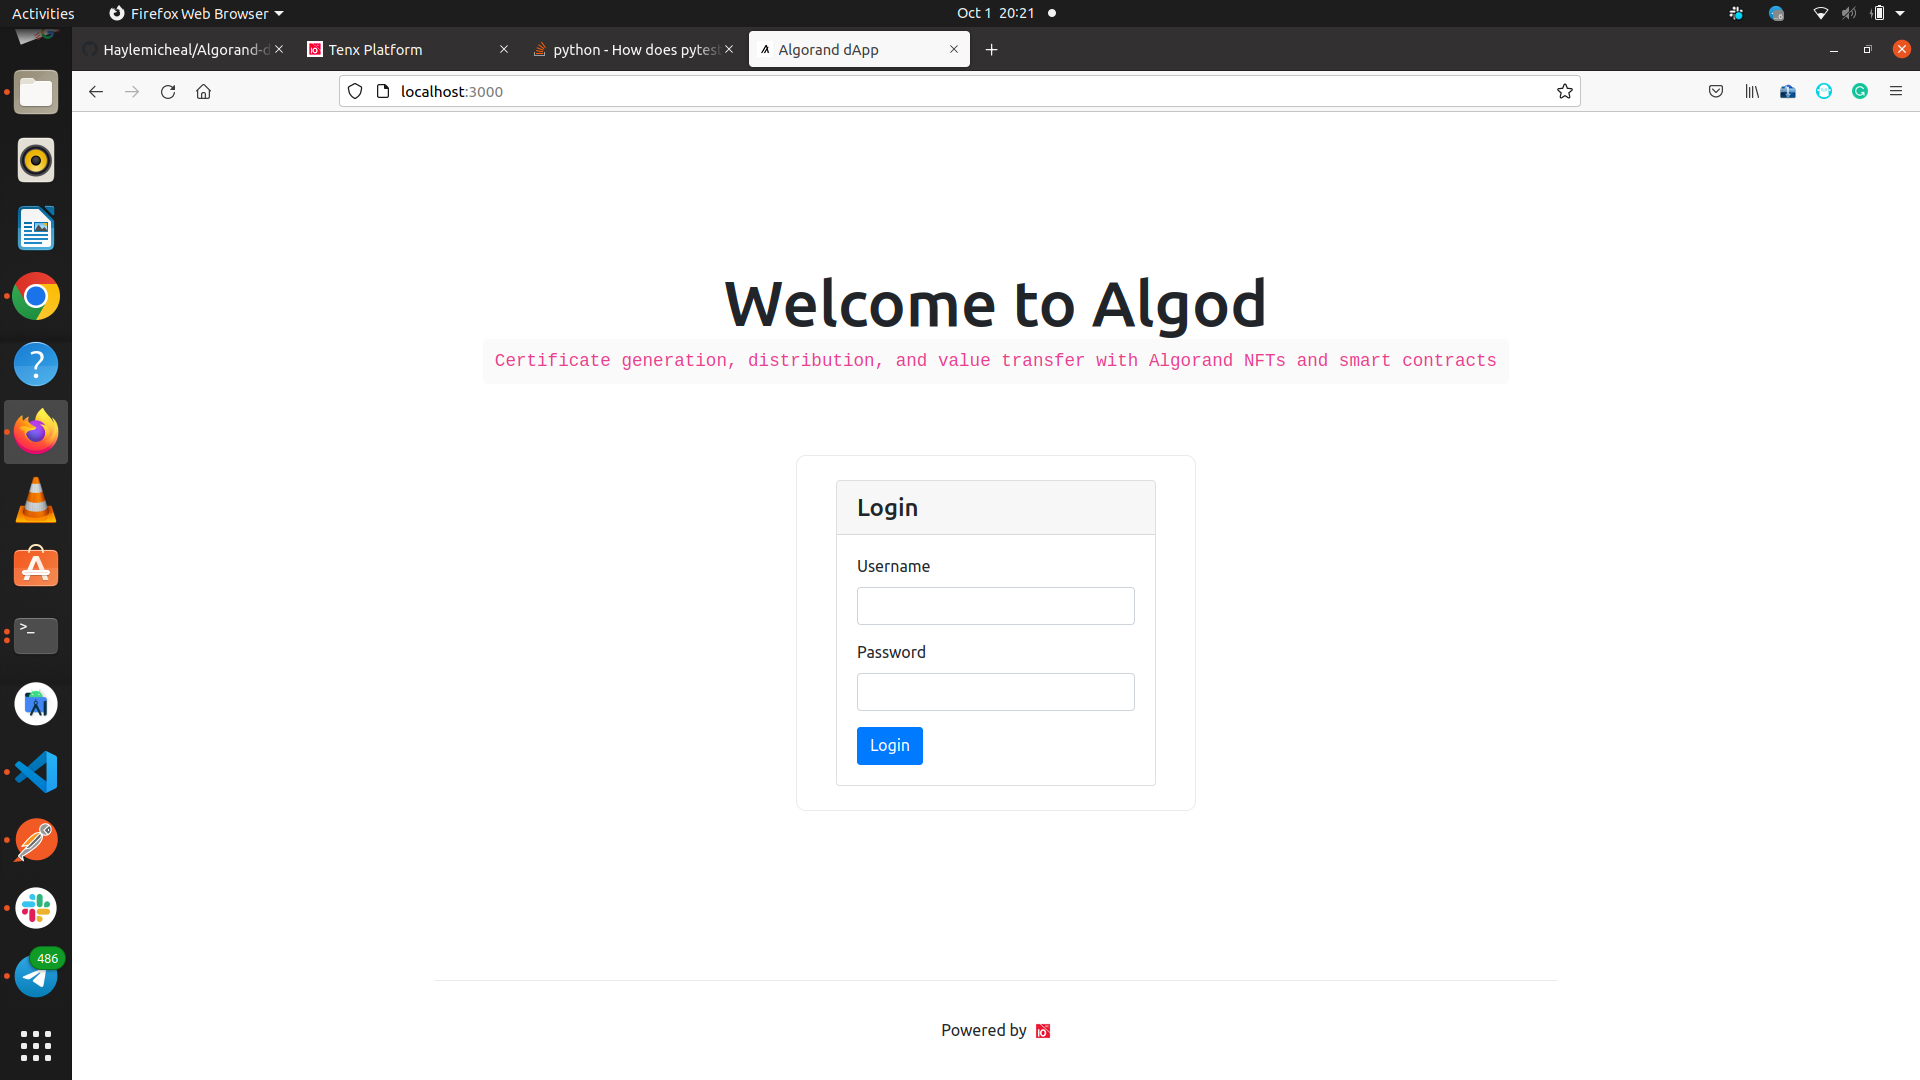 Activities
Firefox Web Browser
Oct 1 20:21
Haylemicheal/Algorand-d
Tenx Platform
python - How does pytest
Algorand dApp
localhost:3000
Welcome to Algod
Certificate generation, distribution, and value transfer with Algorand NFTs and smart contracts
Login
Username
Password
Login
486
Powered by